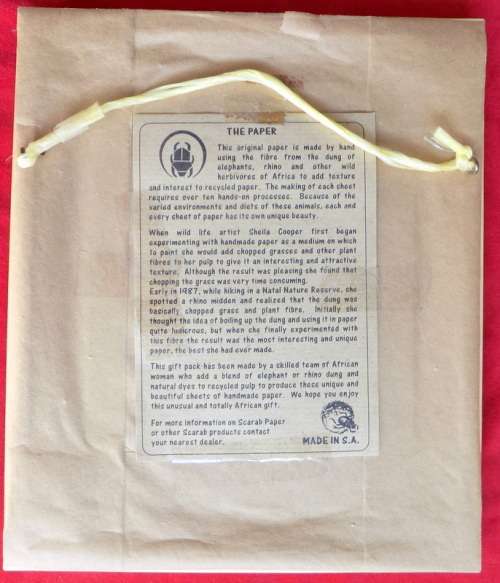 THE PAPER
This original paper is made by hand
using the fibre from the dung of
elephants, rhino and other wild
herbivores of Africa to add texture
and interest to recycled paper. The making of each sheet
requires over ten hands-on processes. Because of the
varied environments and diets of these animals, each and
every sheet of paper has its own unique beauty.
When wild life artist Sheila Cooper first began
experimenting with handmade paper as a medium on which
to paint she would add chopped grasses and other plant
fibres to her pulp to give it an interesting and attractive
texture. Although the result was pleasing she found that
chopping the grass was very time consuming.
Early in 1987, while hiking in a Natal Nature Reserve, she
spotted a rhino midden and realized that the dung was
basically chopped grass and plant fibre. Initially she
thought the idea of boiling up the dung and using it in paper
quite ludicrous, but when she finally experimented with
this fibre the result was the most interesting and unique
paper, the best she had ever made.
This gift pack has been made by a skilled team of African
woman who add a blend of elephant or rhino dung and
natural dyes to recycled pulp to produce these unique and
beautiful sheets of handmade paper. We hope you enjoy
this unusual and totally African gift.
For more information on Scarab Paper
or other Scarab products contact
your nearest dealer.
MADE IN S.A.